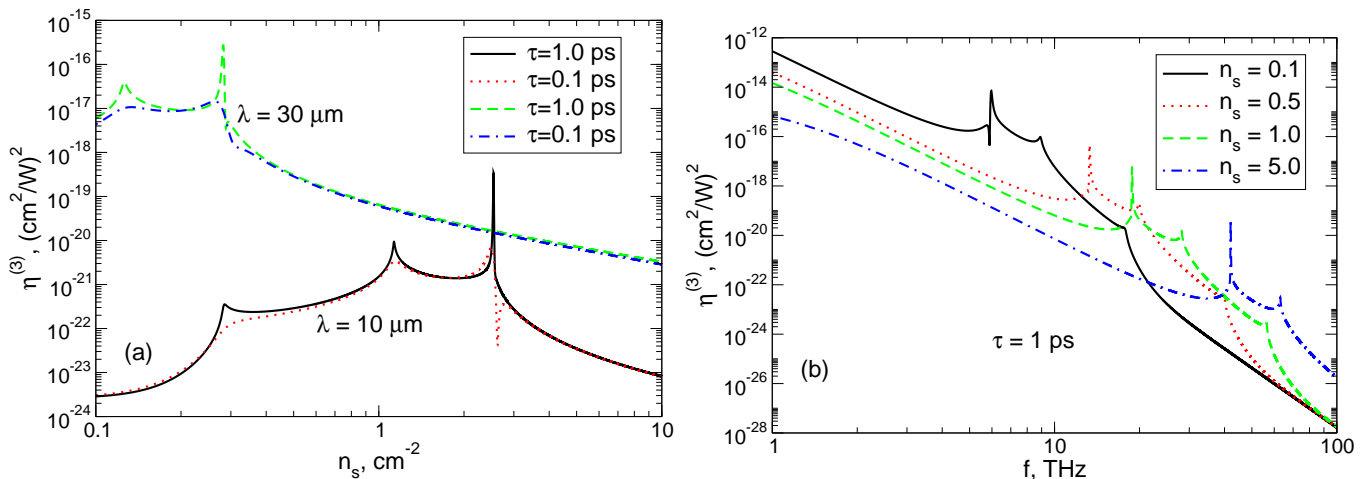 10^-15
10^-16
10^-17
10^-18
10^-19
10^-20
10^-21
10^-22
10^-23
10^-24
η^(3), (cm^2/W)^2
0.1
1
10
n_s, cm^-2
τ=1.0 ps
τ=0.1 ps
τ=1.0 ps
τ=0.1 ps
λ = 30 μm
λ = 10 μm
(a)
10^-12
10^-14
10^-16
10^-18
10^-20
10^-22
10^-24
10^-26
10^-28
η^(3), (cm^2/W)^2
1
10
100
f, THz
n_s = 0.1
n_s = 0.5
n_s = 1.0
n_s = 5.0
τ = 1 ps
(b)